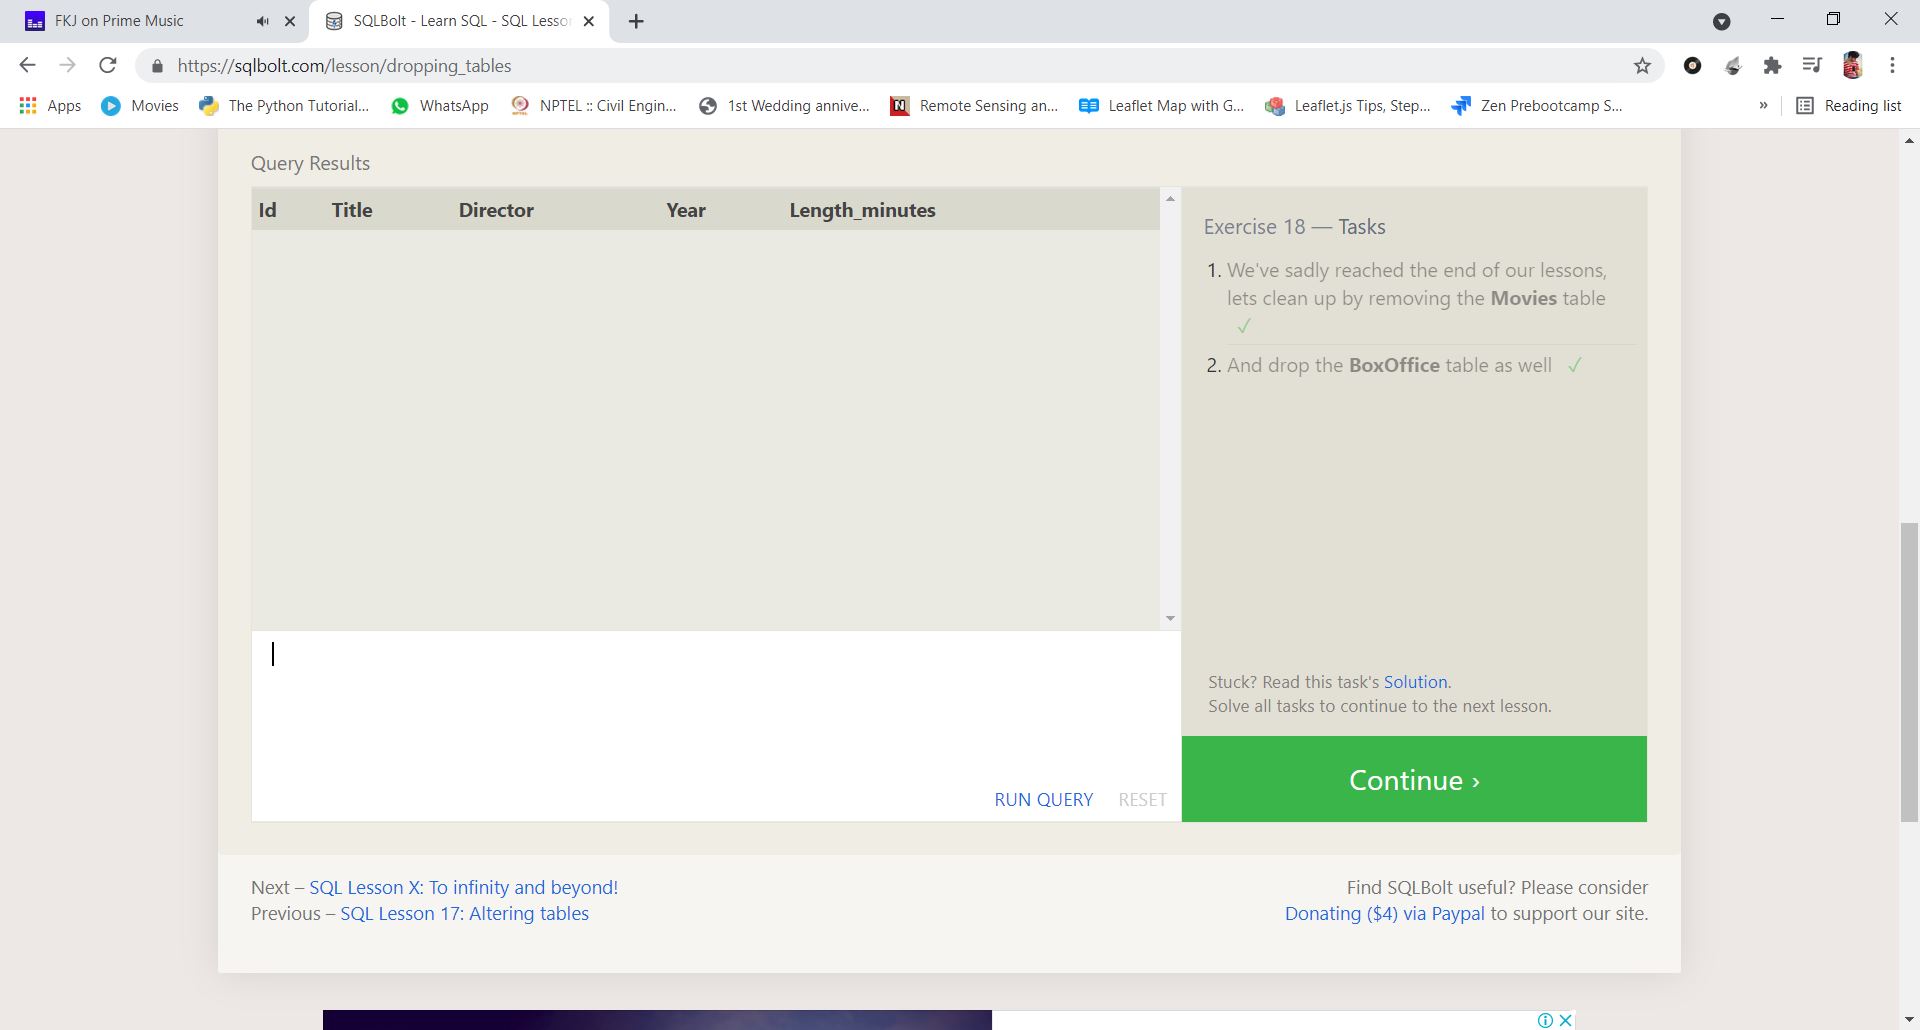 FKJ on Prime Music
SQLBolt - Learn SQL - SQL Lesso
https://sqlbolt.com/lesson/dropping_tables
Apps
Movies
The Python Tutorial...
WhatsApp
NPTEL :: Civil Engin...
1st Wedding annive...
Remote Sensing an...
Leaflet Map with G...
Leaflet.js Tips, Step...
Zen Prebootcamp S...
»
Reading list
Query Results
Id Title Director Year Length_minutes
Exercise 18 — Tasks
1. We've sadly reached the end of our lessons,
lets clean up by removing the Movies table
✓
2. And drop the BoxOffice table as well ✓
Stuck? Read this task's Solution.
Solve all tasks to continue to the next lesson.
RUN QUERY RESET
Continue ›
Next – SQL Lesson X: To infinity and beyond!
Previous – SQL Lesson 17: Altering tables
Find SQLBolt useful? Please consider
Donating ($4) via Paypal to support our site.